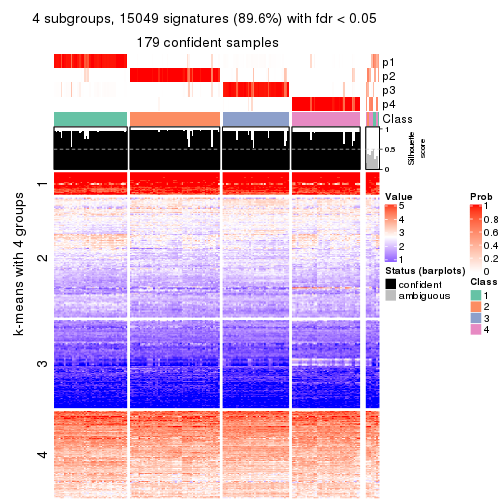 4 subgroups, 15049 signatures (89.6%) with fdr < 0.05
179 confident samples
p1
p2
p3
p4
Class
1
0.5
0
Silhouette
score
k-means with 4 groups
1
2
3
4
Value
5
4
3
2
1
Status (barplots)
confident
ambiguous
Prob
1
0.8
0.6
0.4
0.2
0
Class
1
2
3
4